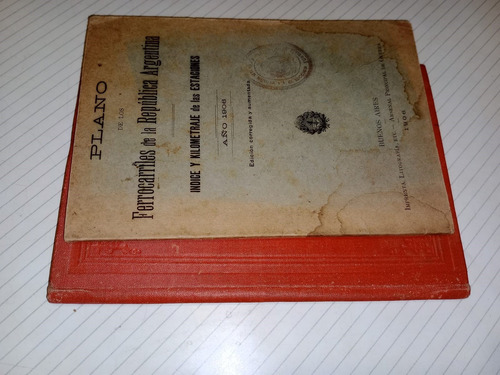 PLANO
DE LOS
Ferrocarriles de la República Argentina
INDICE Y KILOMETRAJE de las ESTACIONES
AÑO 1906
Edición corregida y aumentada
BUENOS AIRES
1906